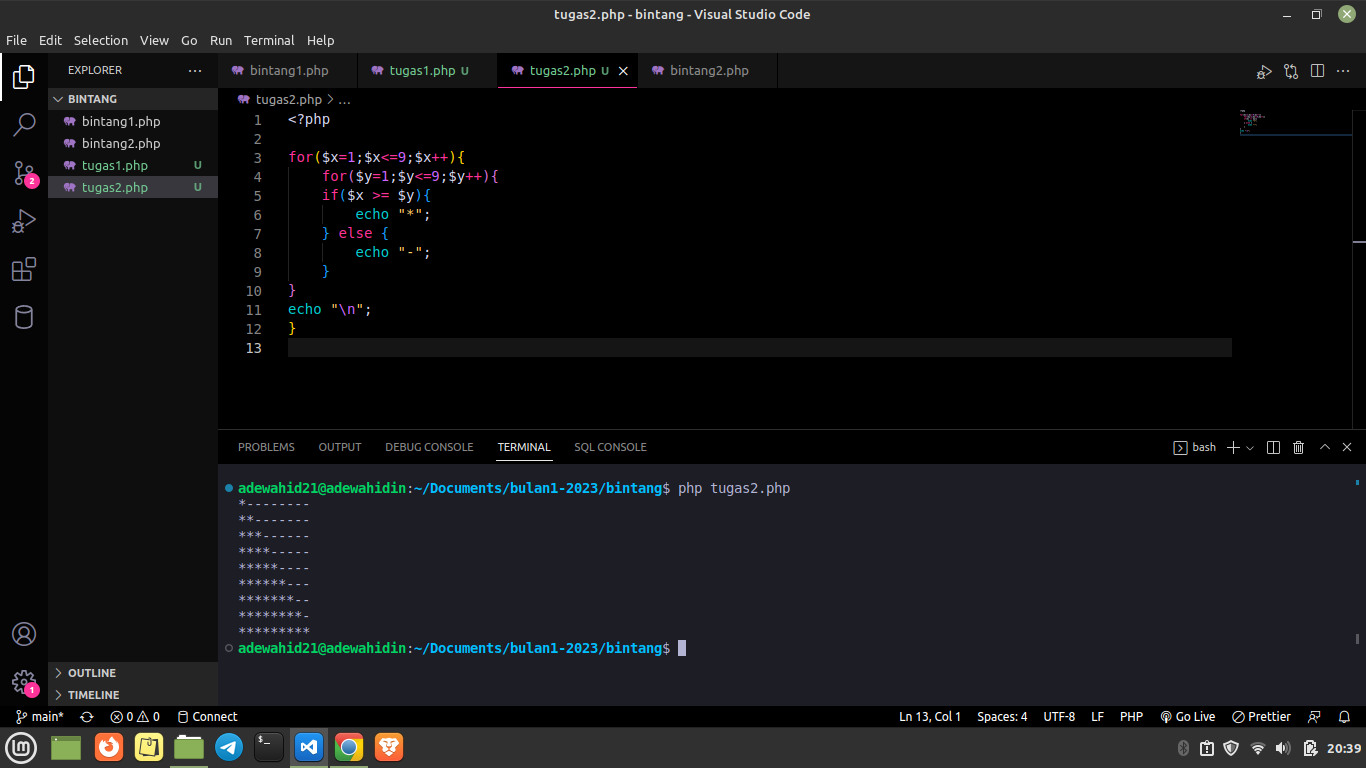 tugas2.php - bintang - Visual Studio Code
File Edit Selection View Go Run Terminal Help
EXPLORER
BINTANG
bintang1.php
bintang2.php
tugas1.php U
tugas2.php U
2
OUTLINE
TIMELINE
1
bintang1.php tugas1.php U tugas2.php U bintang2.php
tugas2.php > ...
1 <?php
2
3 for($x=1;$x<=9;$x++){
4     for($y=1;$y<=9;$y++){
5     if($x >= $y){
6         echo "*";
7     } else {
8         echo "-";
9     }
10 }
11 echo "\n";
12 }
13
PROBLEMS OUTPUT DEBUG CONSOLE TERMINAL SQL CONSOLE
bash
adewahid21@adewahidin:~/Documents/bulan1-2023/bintang$ php tugas2.php
*--------
**-------
***------
****-----
*****----
******---
*******--
********-
*********
adewahid21@adewahidin:~/Documents/bulan1-2023/bintang$
main* 0 0 Connect
Ln 13, Col 1 Spaces: 4 UTF-8 LF PHP Go Live Prettier
20:39